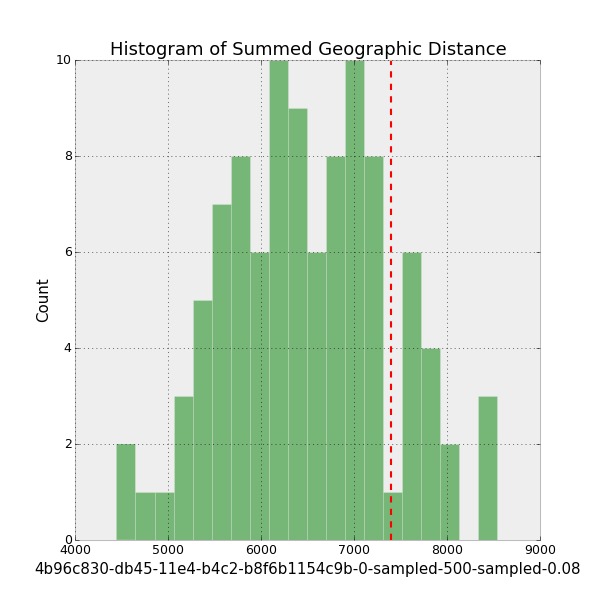 Histogram of Summed Geographic Distance
10
8
6
4
2
0
Count
4000 5000 6000 7000 8000 9000
4b96c830-db45-11e4-b4c2-b8f6b1154c9b-0-sampled-500-sampled-0.08